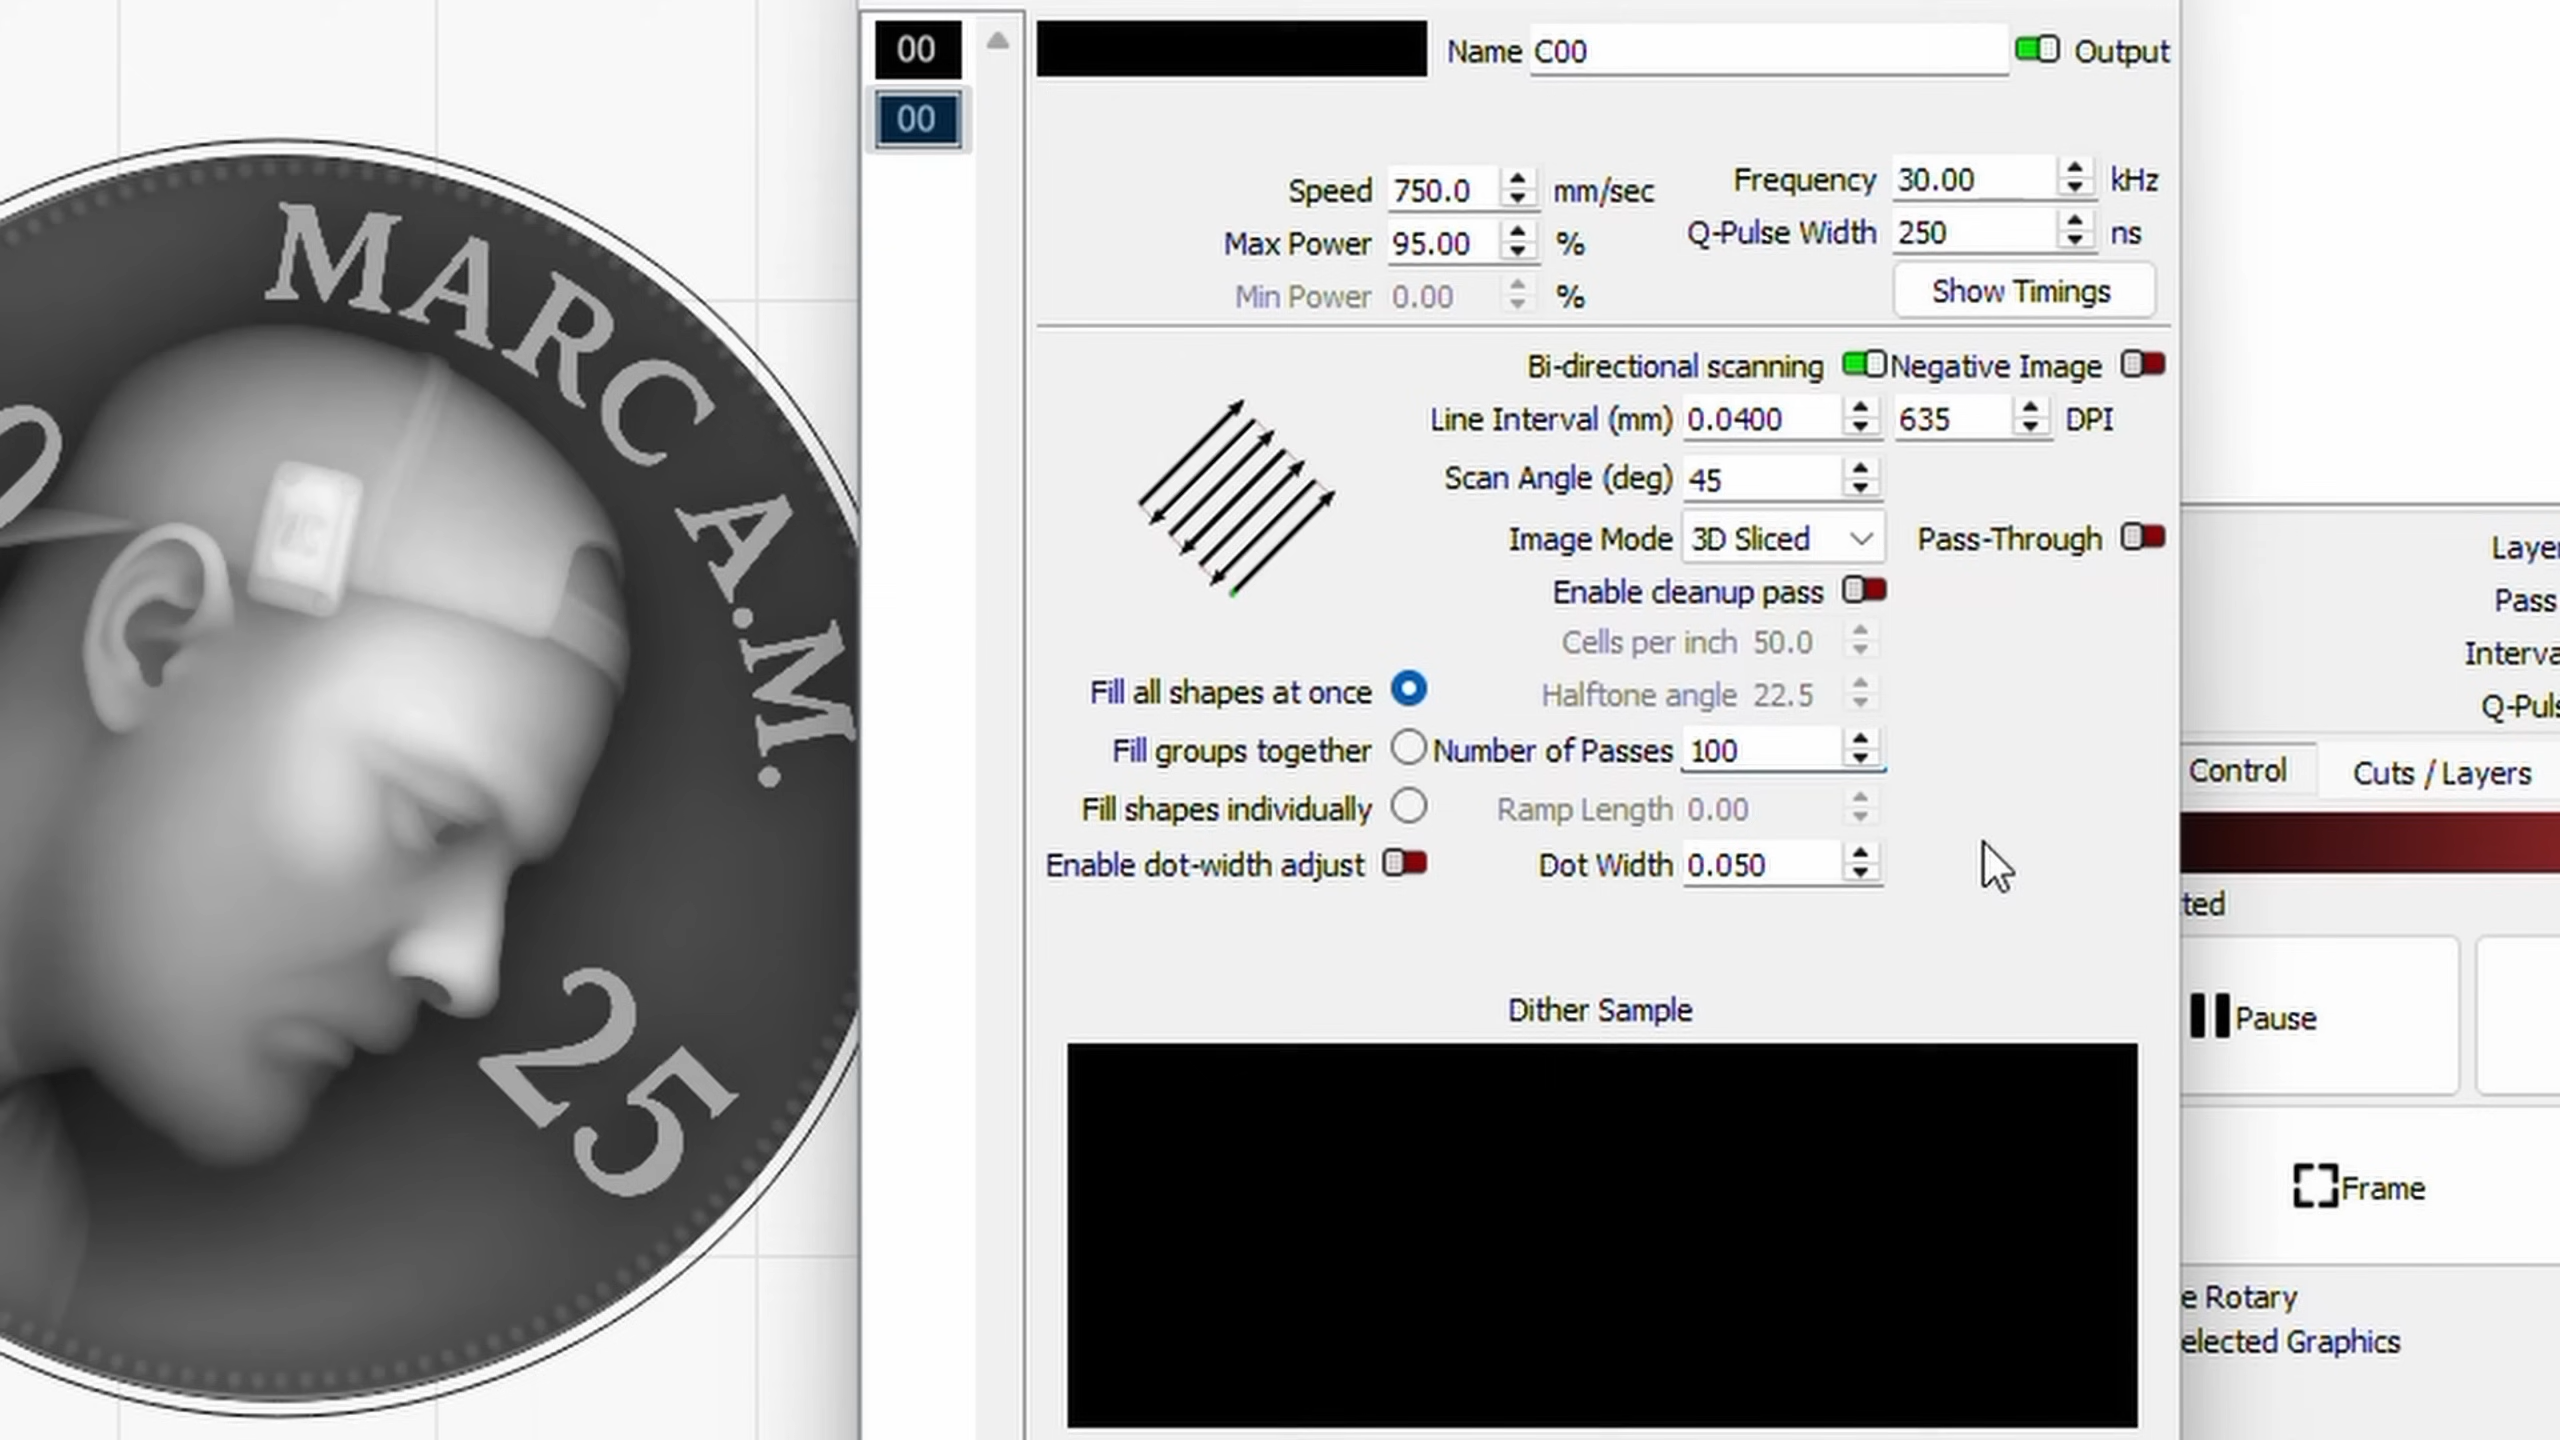 00
00
Name C00 Output
Speed 750.0 mm/sec
Frequency 30.00 kHz
Max Power 95.00 %
Q-Pulse Width 250 ns
Min Power 0.00 %
Show Timings
Bi-directional scanning
Negative Image
Line Interval (mm) 0.0400 635 DPI
Scan Angle (deg) 45
Image Mode 3D Sliced
Pass-Through
Enable cleanup pass
Cells per inch 50.0
Fill all shapes at once
Halftone angle 22.5
Fill groups together
Number of Passes 100
Fill shapes individually
Ramp Length 0.00
Enable dot-width adjust
Dot Width 0.050
Dither Sample
MARC A.M.
25
Layer
Pass
Interva
Q-Puls
Control
Cuts / Layers
ted
Pause
Frame
e Rotary
elected Graphics